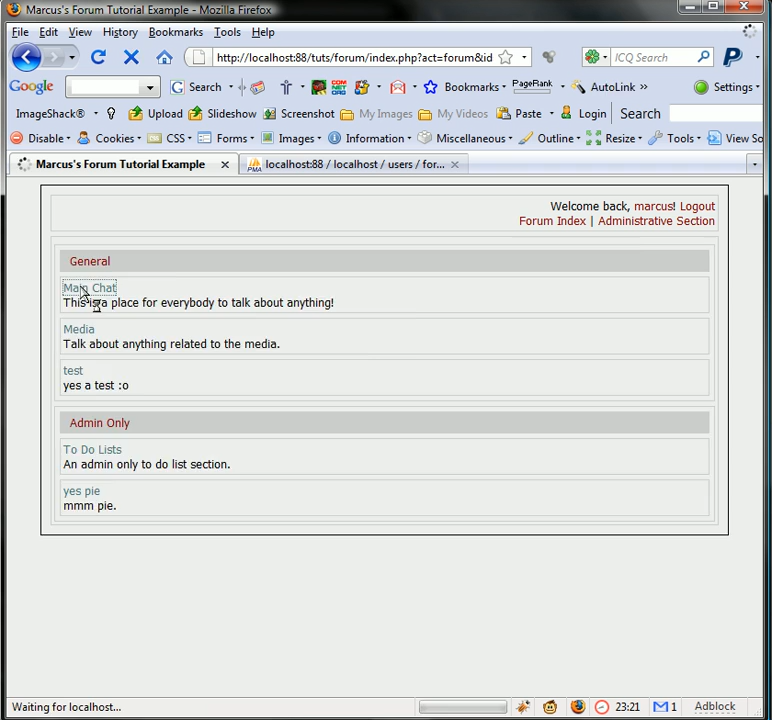 Marcus's Forum Tutorial Example - Mozilla Firefox
File Edit View History Bookmarks Tools Help
http://localhost:88/tuts/forum/index.php?act=forum&id ICQ Search
Google Search Bookmarks PageRank AutoLink » Settings
ImageShack® Upload Slideshow Screenshot My Images My Videos Paste Login Search
Disable Cookies CSS Forms Images Information Miscellaneous Outline Resize Tools View So
Marcus's Forum Tutorial Example localhost:88 / localhost / users / for...
Welcome back, marcus! Logout
Forum Index | Administrative Section
General
Main Chat
This is a place for everybody to talk about anything!
Media
Talk about anything related to the media.
test
yes a test :o
Admin Only
To Do Lists
An admin only to do list section.
yes pie
mmm pie.
Waiting for localhost... 23:21 1 Adblock